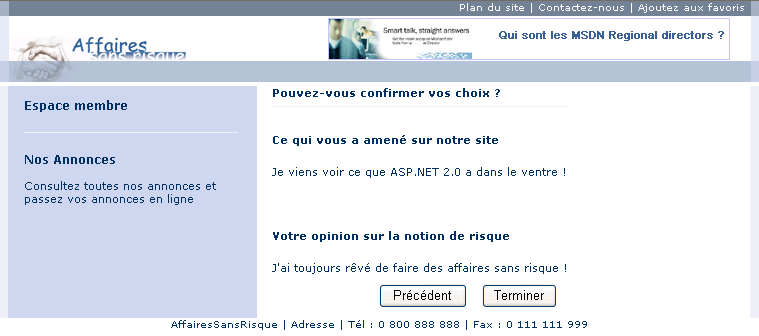 Plan du site | Contactez-nous | Ajoutez aux favoris
Affaires
sans risque
Smart talk, straight answers
Qui sont les MSDN Regional directors ?
Espace membre
Nos Annonces
Consultez toutes nos annonces et
passez vos annonces en ligne
Pouvez-vous confirmer vos choix ?
Ce qui vous a amené sur notre site
Je viens voir ce que ASP.NET 2.0 a dans le ventre !
Votre opinion sur la notion de risque
J'ai toujours rêvé de faire des affaires sans risque !
Précédent
Terminer
AffairesSansRisque | Adresse | Tél : 0 800 888 888 | Fax : 0 111 111 999